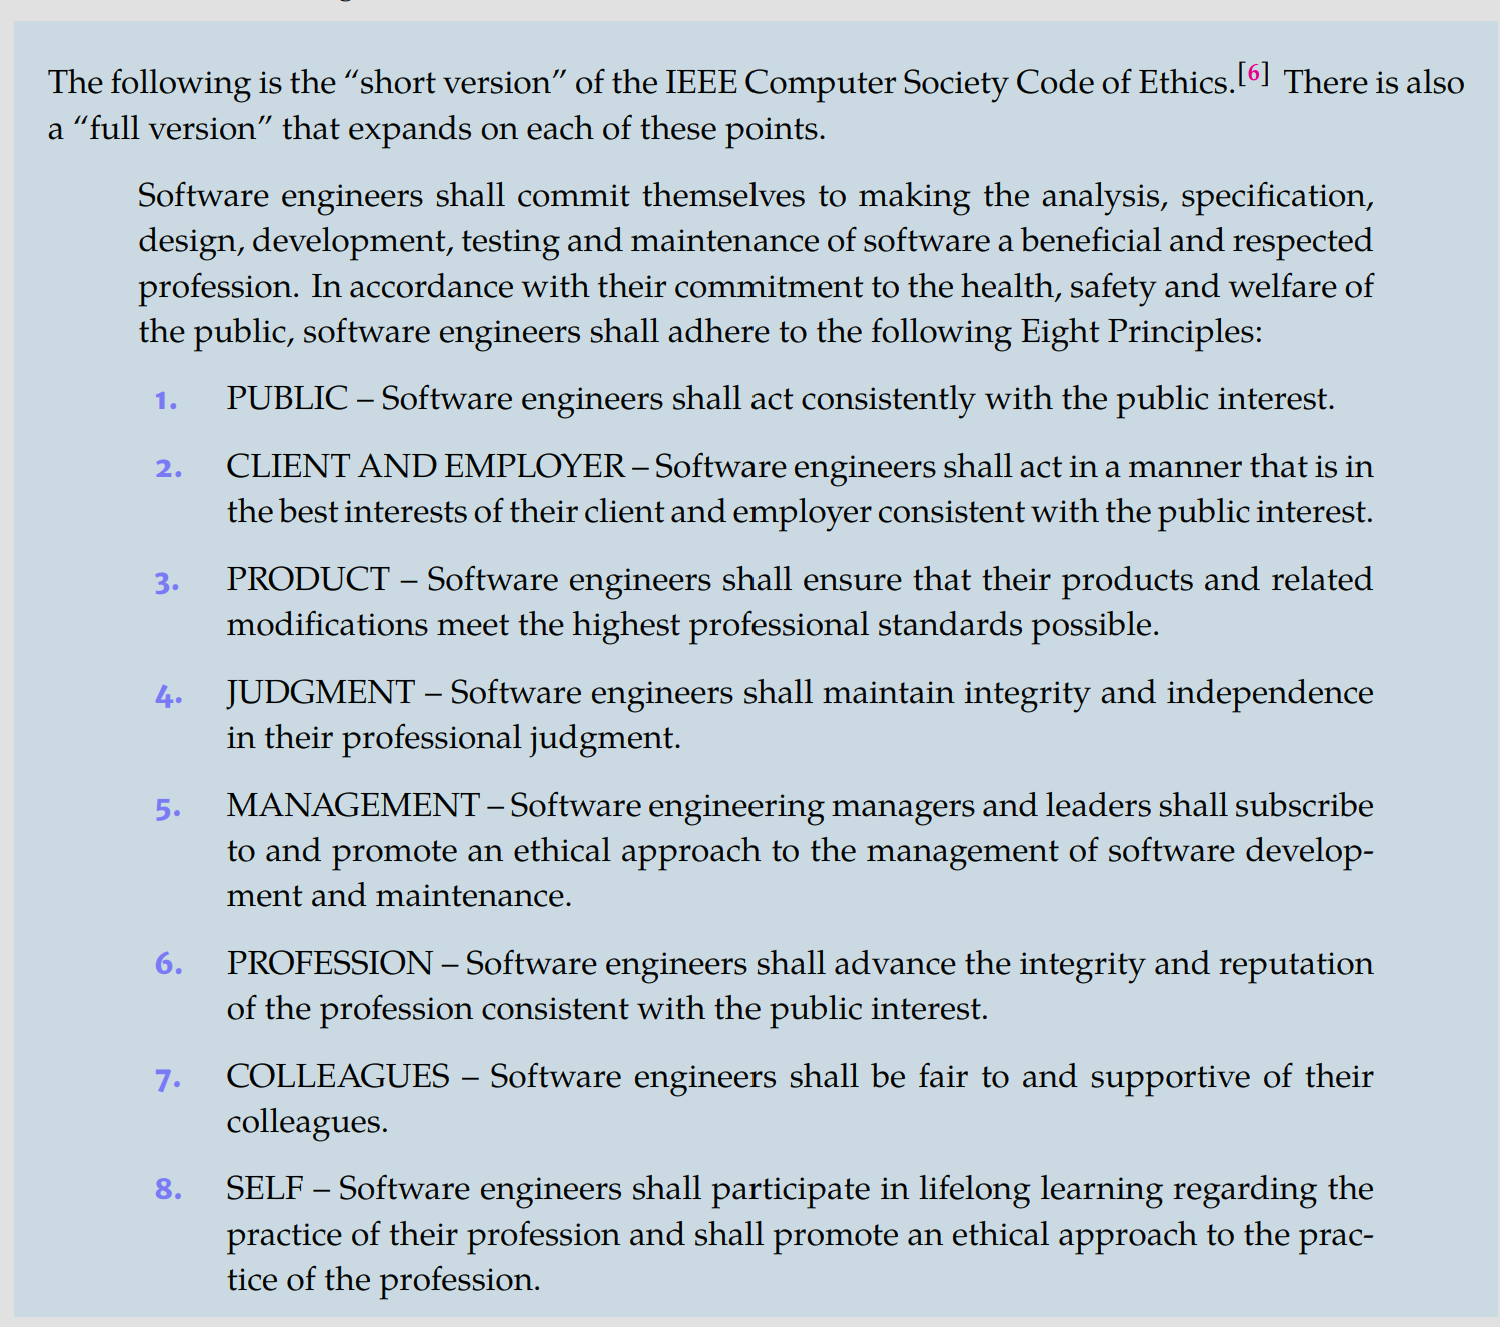 The following is the “short version” of the IEEE Computer Society Code of Ethics.[6] There is also
a “full version” that expands on each of these points.
Software engineers shall commit themselves to making the analysis, specification,
design, development, testing and maintenance of software a beneficial and respected
profession. In accordance with their commitment to the health, safety and welfare of
the public, software engineers shall adhere to the following Eight Principles:
1. PUBLIC – Software engineers shall act consistently with the public interest.
2. CLIENT AND EMPLOYER – Software engineers shall act in a manner that is in
the best interests of their client and employer consistent with the public interest.
3. PRODUCT – Software engineers shall ensure that their products and related
modifications meet the highest professional standards possible.
4. JUDGMENT – Software engineers shall maintain integrity and independence
in their professional judgment.
5. MANAGEMENT – Software engineering managers and leaders shall subscribe
to and promote an ethical approach to the management of software develop-
ment and maintenance.
6. PROFESSION – Software engineers shall advance the integrity and reputation
of the profession consistent with the public interest.
7. COLLEAGUES – Software engineers shall be fair to and supportive of their
colleagues.
8. SELF – Software engineers shall participate in lifelong learning regarding the
practice of their profession and shall promote an ethical approach to the prac-
tice of the profession.